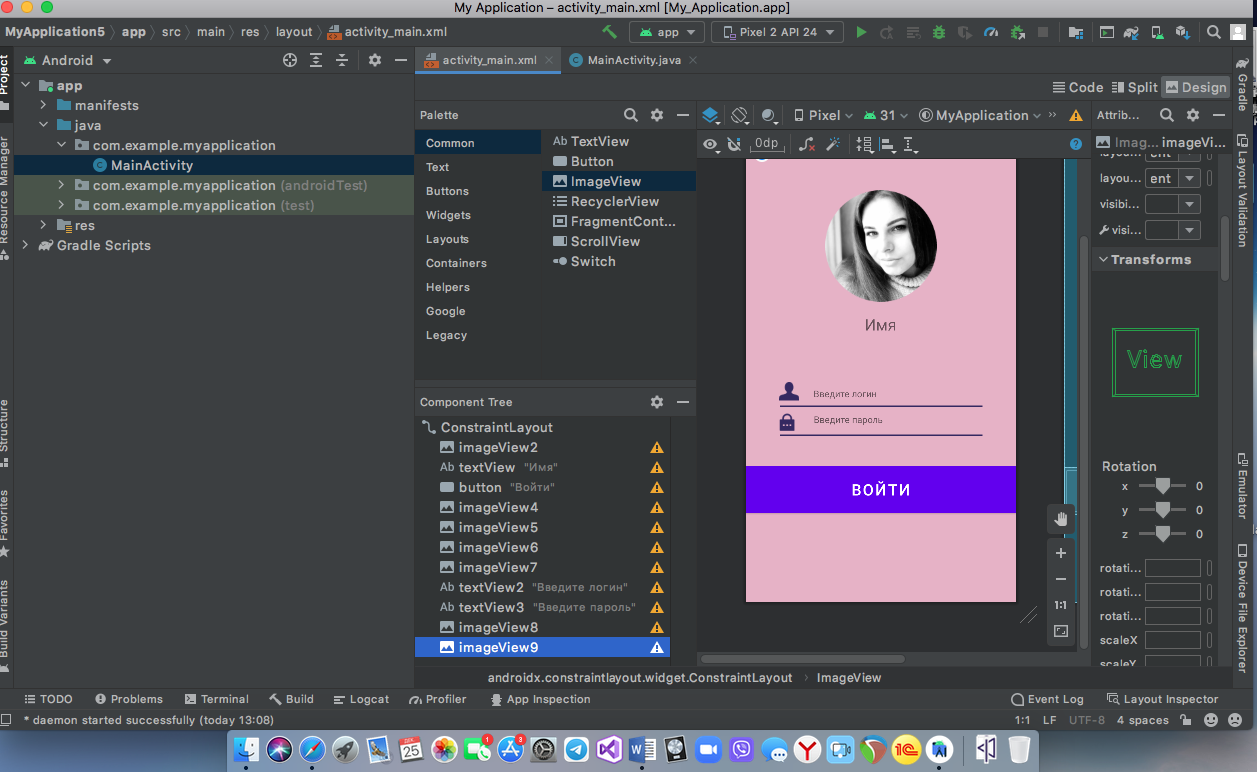 My Application – activity_main.xml [My_Application.app]
MyApplication5 app src main res layout activity_main.xml
app Pixel 2 API 24
Project
Android
activity_main.xml MainActivity.java
Gradle
Code Split Design
app
manifests
java
com.example.myapplication
MainActivity
com.example.myapplication (androidTest)
com.example.myapplication (test)
res
Gradle Scripts
Resource Manager
Structure
Favorites
Build Variants
Palette
Common
Text
Buttons
Widgets
Layouts
Containers
Helpers
Google
Legacy
Ab TextView
Button
ImageView
RecyclerView
FragmentCont...
ScrollView
Switch
Component Tree
ConstraintLayout
imageView2
Ab textView "Имя"
button "Войти"
imageView4
imageView5
imageView6
imageView7
Ab textView2 "Введите логин"
Ab textView3 "Введите пароль"
imageView8
imageView9
Pixel 31 MyApplication »
0dp
?
Имя
Введите логин
Введите пароль
ВОЙТИ
1:1
Attrib...
Imag... imageVi...
ent
layou... ent
visibi...
visi...
Transforms
View
Rotation
x 0
y 0
z 0
rotati...
rotati...
rotati...
scaleX
scaleY
Layout Validation
Emulator
Device File Explorer
androidx.constraintlayout.widget.ConstraintLayout ImageView
TODO Problems Terminal Build Logcat Profiler App Inspection Event Log Layout Inspector
* daemon started successfully (today 13:08) 1:1 LF UTF-8 4 spaces
25 1 3 W Y 1C